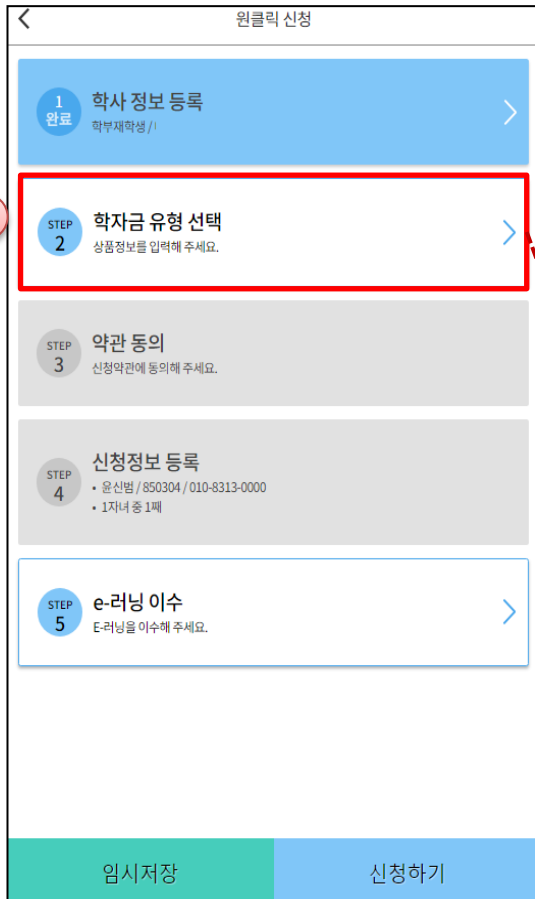 원클릭 신청
1
완료
학사 정보 등록
학부재학생 /
STEP
2
학자금 유형 선택
상품정보를 입력해 주세요.
STEP
3
약관 동의
신청약관에 동의해 주세요.
STEP
4
신청정보 등록
• 윤신범 / 850304 / 010-8313-0000
• 1자녀 중 1째
STEP
5
e-러닝 이수
E-러닝을 이수해 주세요.
임시저장
신청하기